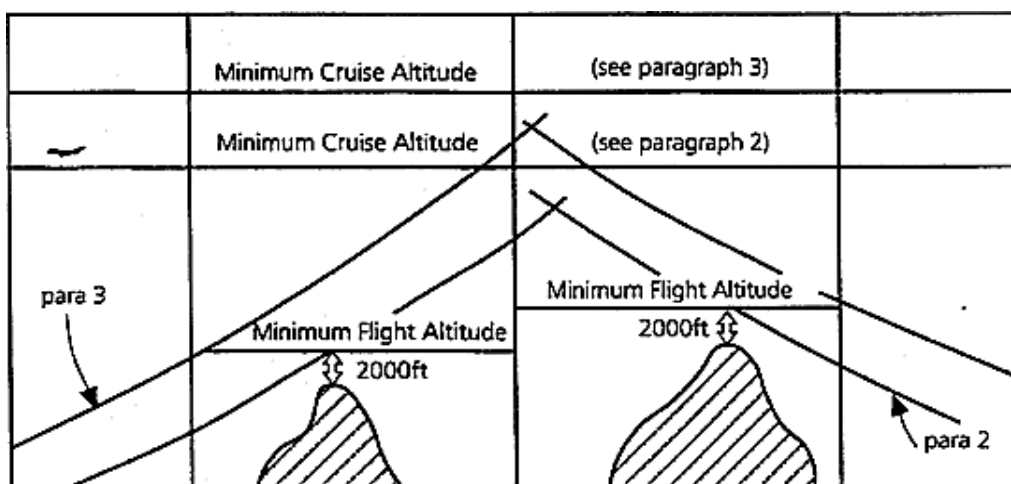 Minimum Cruise Altitude (see paragraph 3)
Minimum Cruise Altitude (see paragraph 2)
para 3
Minimum Flight Altitude
2000ft
Minimum Flight Altitude
2000ft
para 2